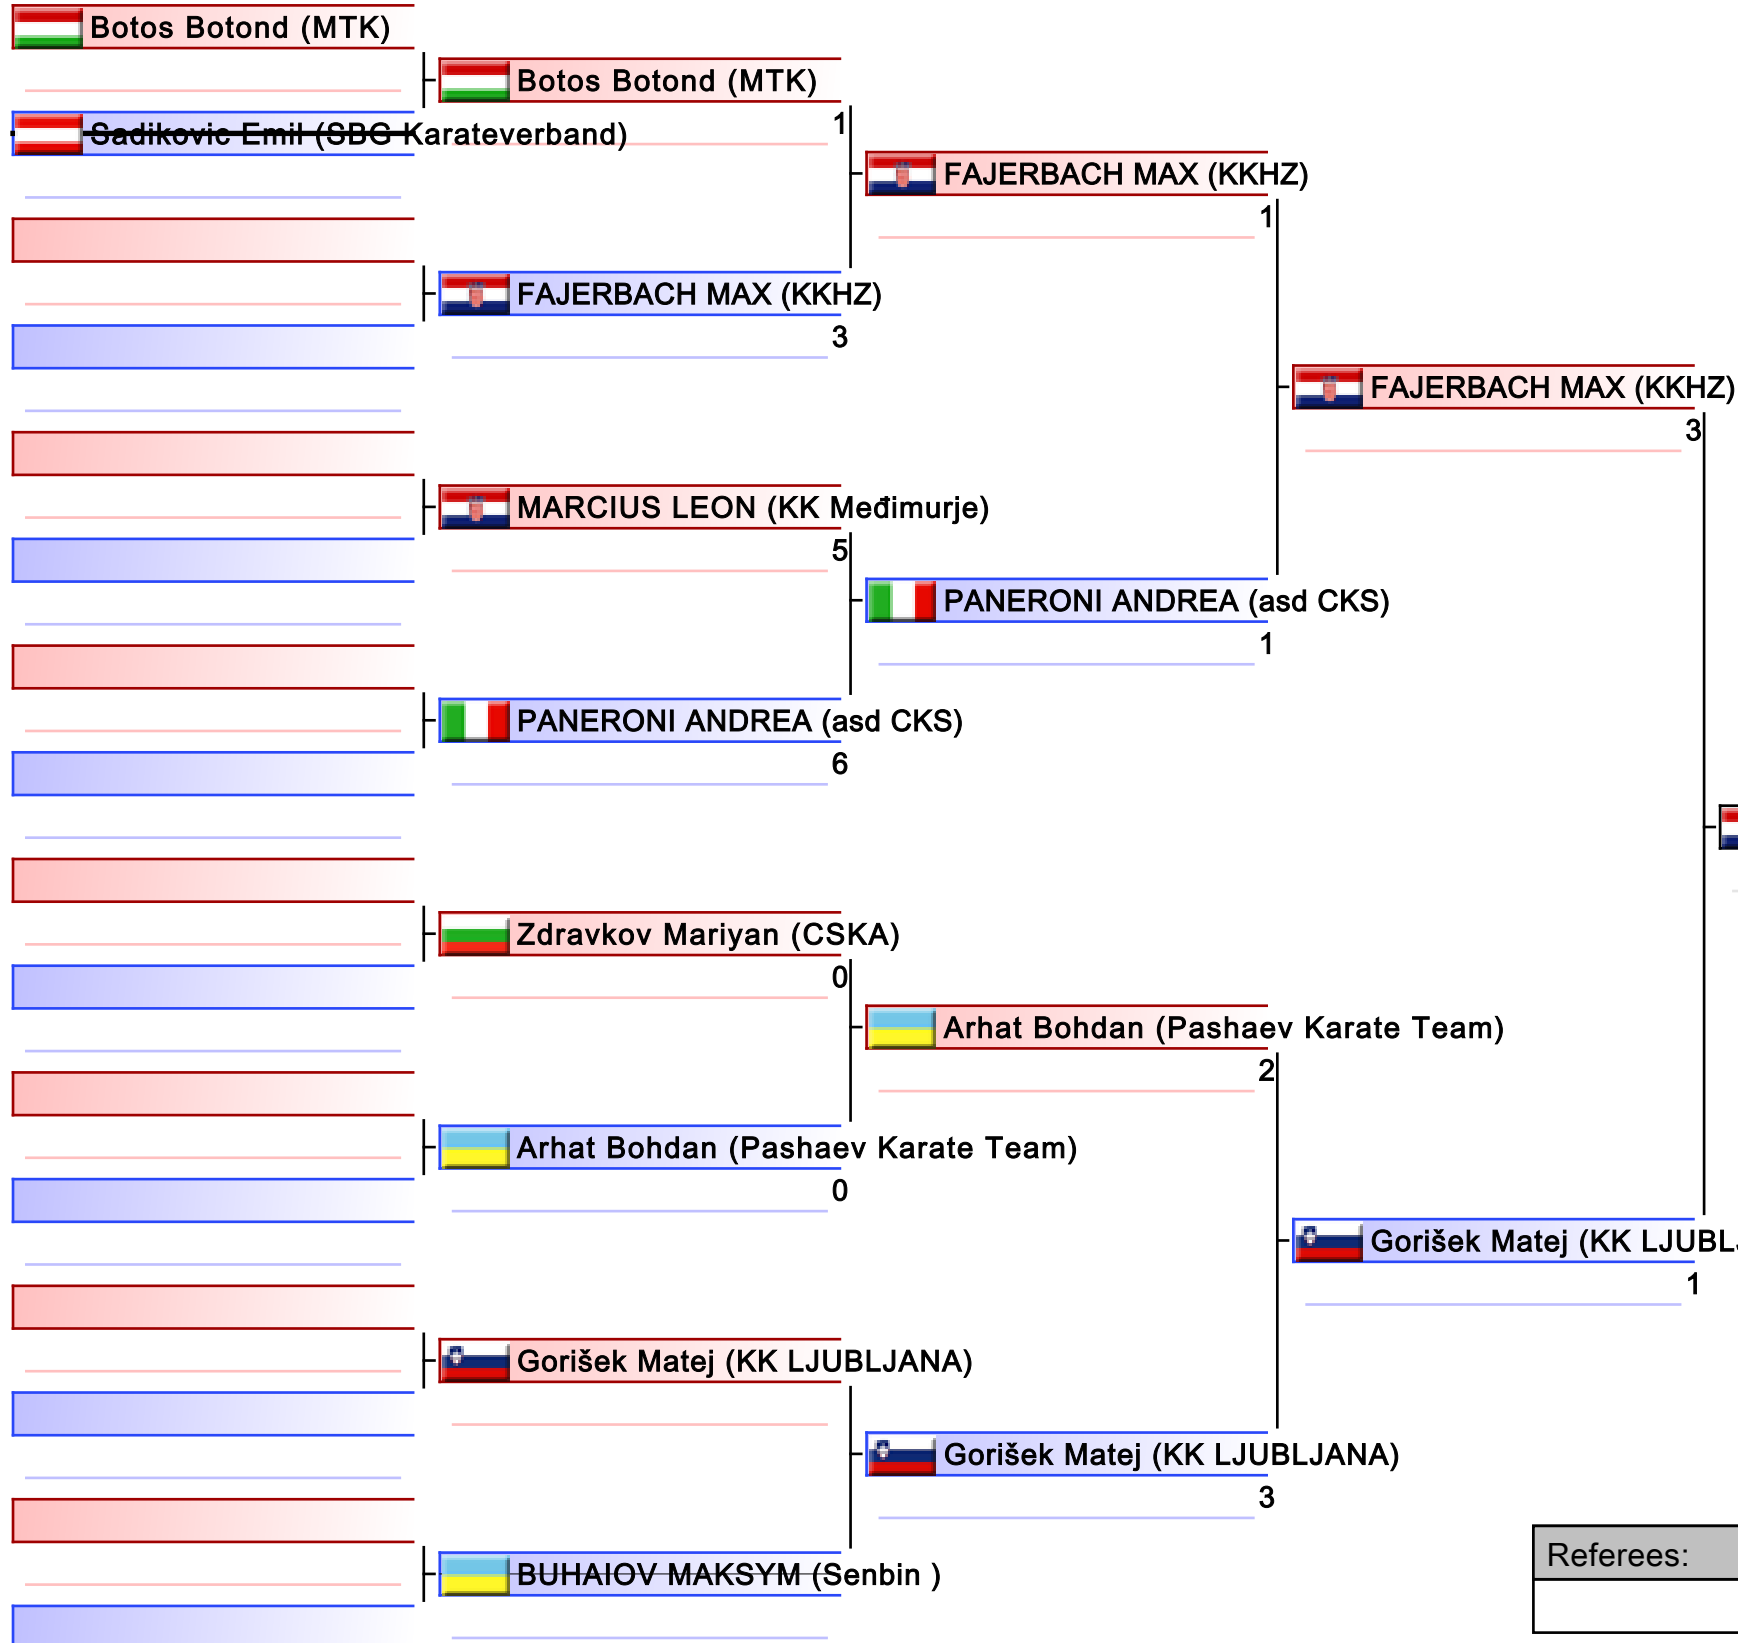 Botos Botond (MTK)
Botos Botond (MTK)
1
Sadikovic Emil (SBG Karateverband)
FAJERBACH MAX (KKHZ)
1
FAJERBACH MAX (KKHZ)
3
FAJERBACH MAX (KKHZ)
3
MARCIUS LEON (KK Međimurje)
5
PANERONI ANDREA (asd CKS)
1
PANERONI ANDREA (asd CKS)
6
Zdravkov Mariyan (CSKA)
0
Arhat Bohdan (Pashaev Karate Team)
2
Arhat Bohdan (Pashaev Karate Team)
0
Gorišek Matej (KK LJUBL
1
Gorišek Matej (KK LJUBLJANA)
Gorišek Matej (KK LJUBLJANA)
3
BUHAIOV MAKSYM (Senbin )
Referees: